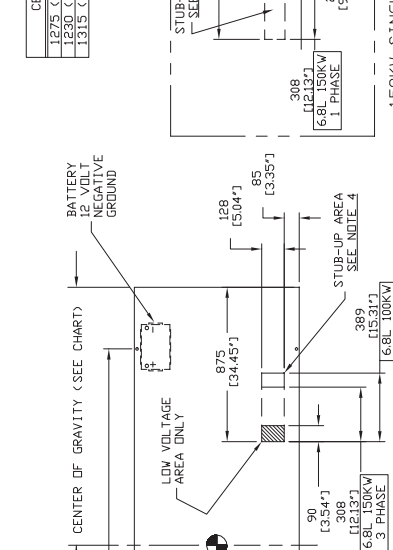 1275 (
1230 (
1315 (
STUB-
SEE
308
[12.13"]
6.8L 150KW
1 PHASE
BATTERY
12 VOLT
NEGATIVE
GROUND
CENTER OF GRAVITY (SEE CHART)
128
[5.04"]
85
[3.35"]
STUB-UP AREA
SEE NOTE 4
875
[34.45"]
LOW VOLTAGE
AREA ONLY
389
[15.31"]
6.8L 100KW
90
[3.54"]
308
[12.13"]
6.8L 150KW
3 PHASE